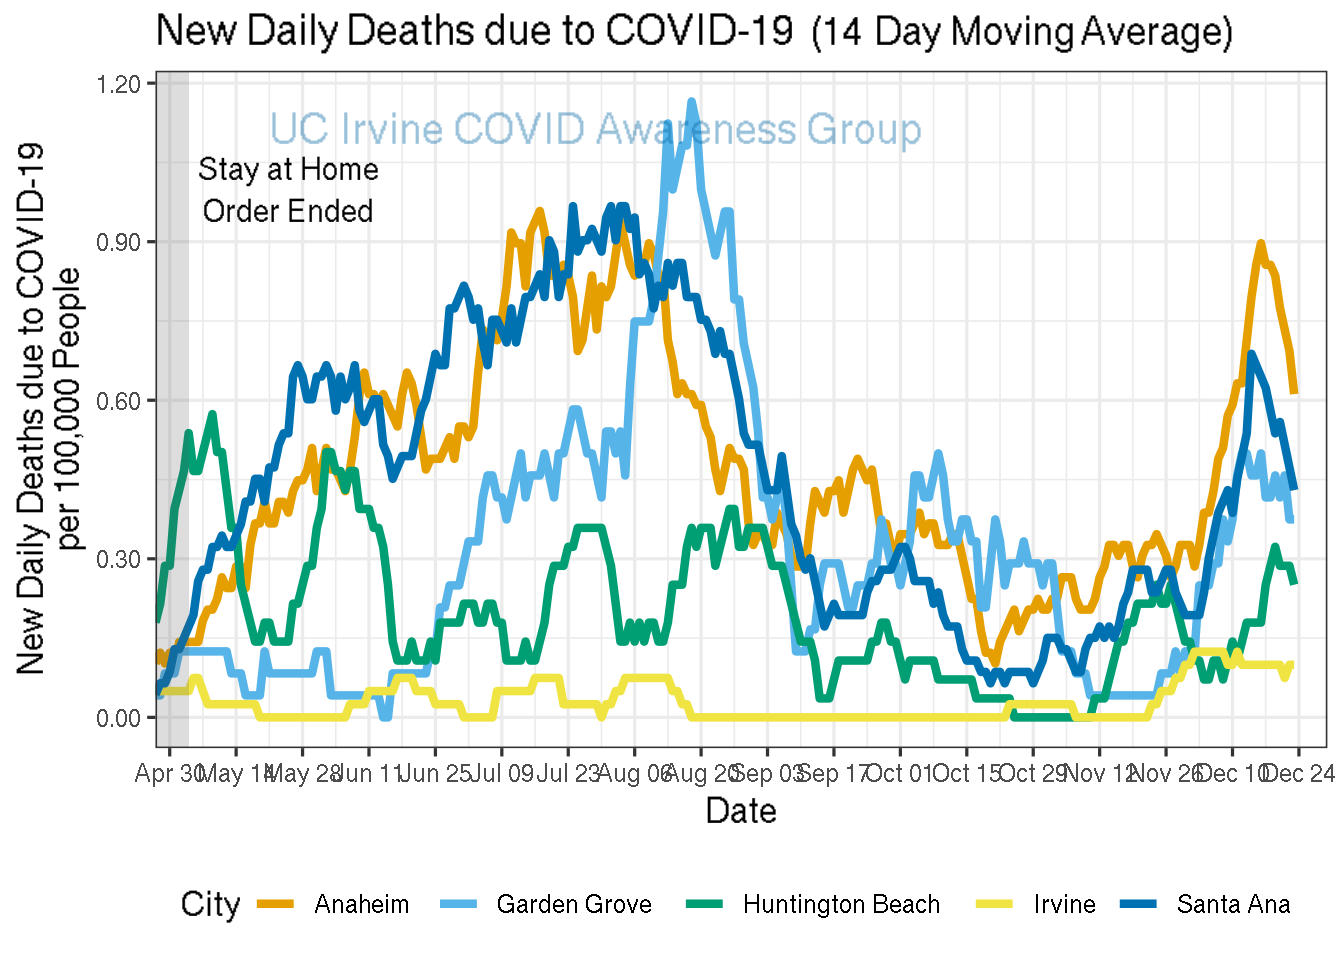 New Daily Deaths due to COVID-19 (14 Day Moving Average)
UC Irvine COVID Awareness Group
Stay at Home
Order Ended
New Daily Deaths due to COVID-19
per 100,000 People
1.20
0.90
0.60
0.30
0.00
Apr 30 May 14 May 28 Jun 11 Jun 25 Jul 09 Jul 23 Aug 06 Aug 20 Sep 03 Sep 17 Oct 01 Oct 15 Oct 29 Nov 12 Nov 26 Dec 10 Dec 24
Date
City Anaheim Garden Grove Huntington Beach Irvine Santa Ana